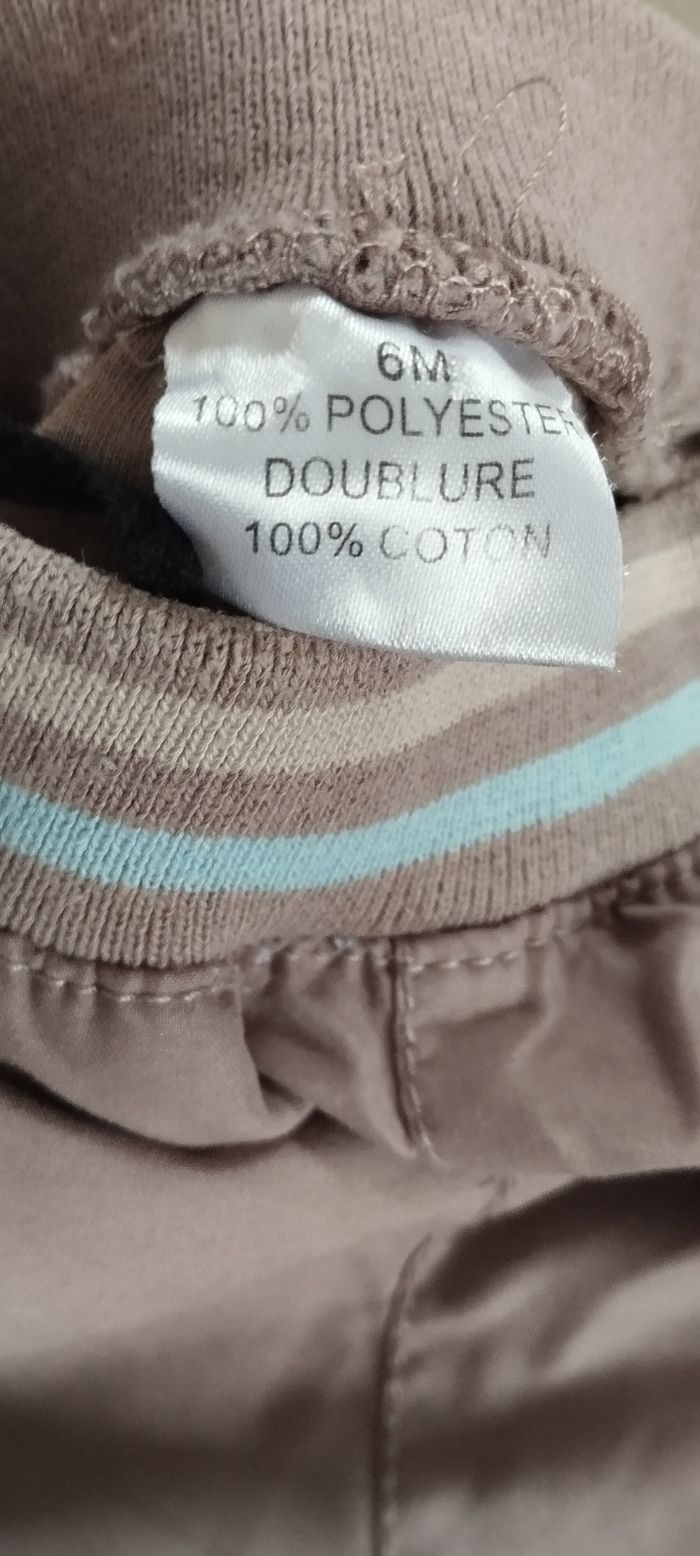 6M
100% POLYESTER
DOUBLURE
100% COTON